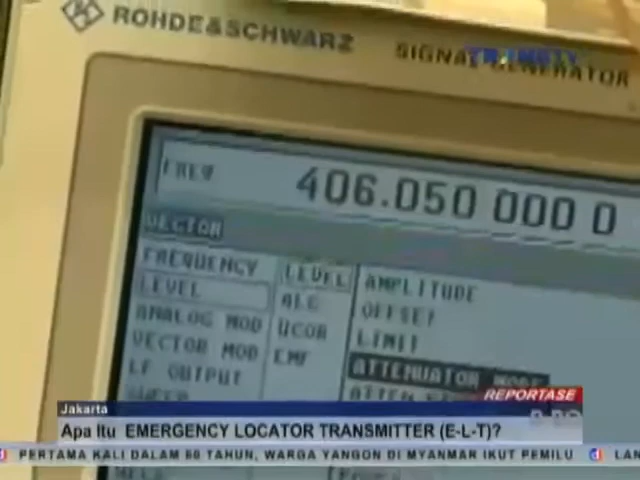 ROHDE&SCHWARZ
SIGNAL GENERATOR
FREQ
406.050 000 0
VECTOR
FREQUENCY
LEVEL
ANALOG MOD
VECTOR MOD
LF OUTPUT
LEVEL
ALC
UCOR
EMF
AMPLITUDE
OFFSET
LIMIT
ATTENUATOR MODE
REPORTASE
Jakarta
Apa Itu EMERGENCY LOCATOR TRANSMITTER (E-L-T)?
PERTAMA KALI DALAM 50 TAHUN, WARGA YANGON DI MYANMAR IKUT PEMILU
LAN